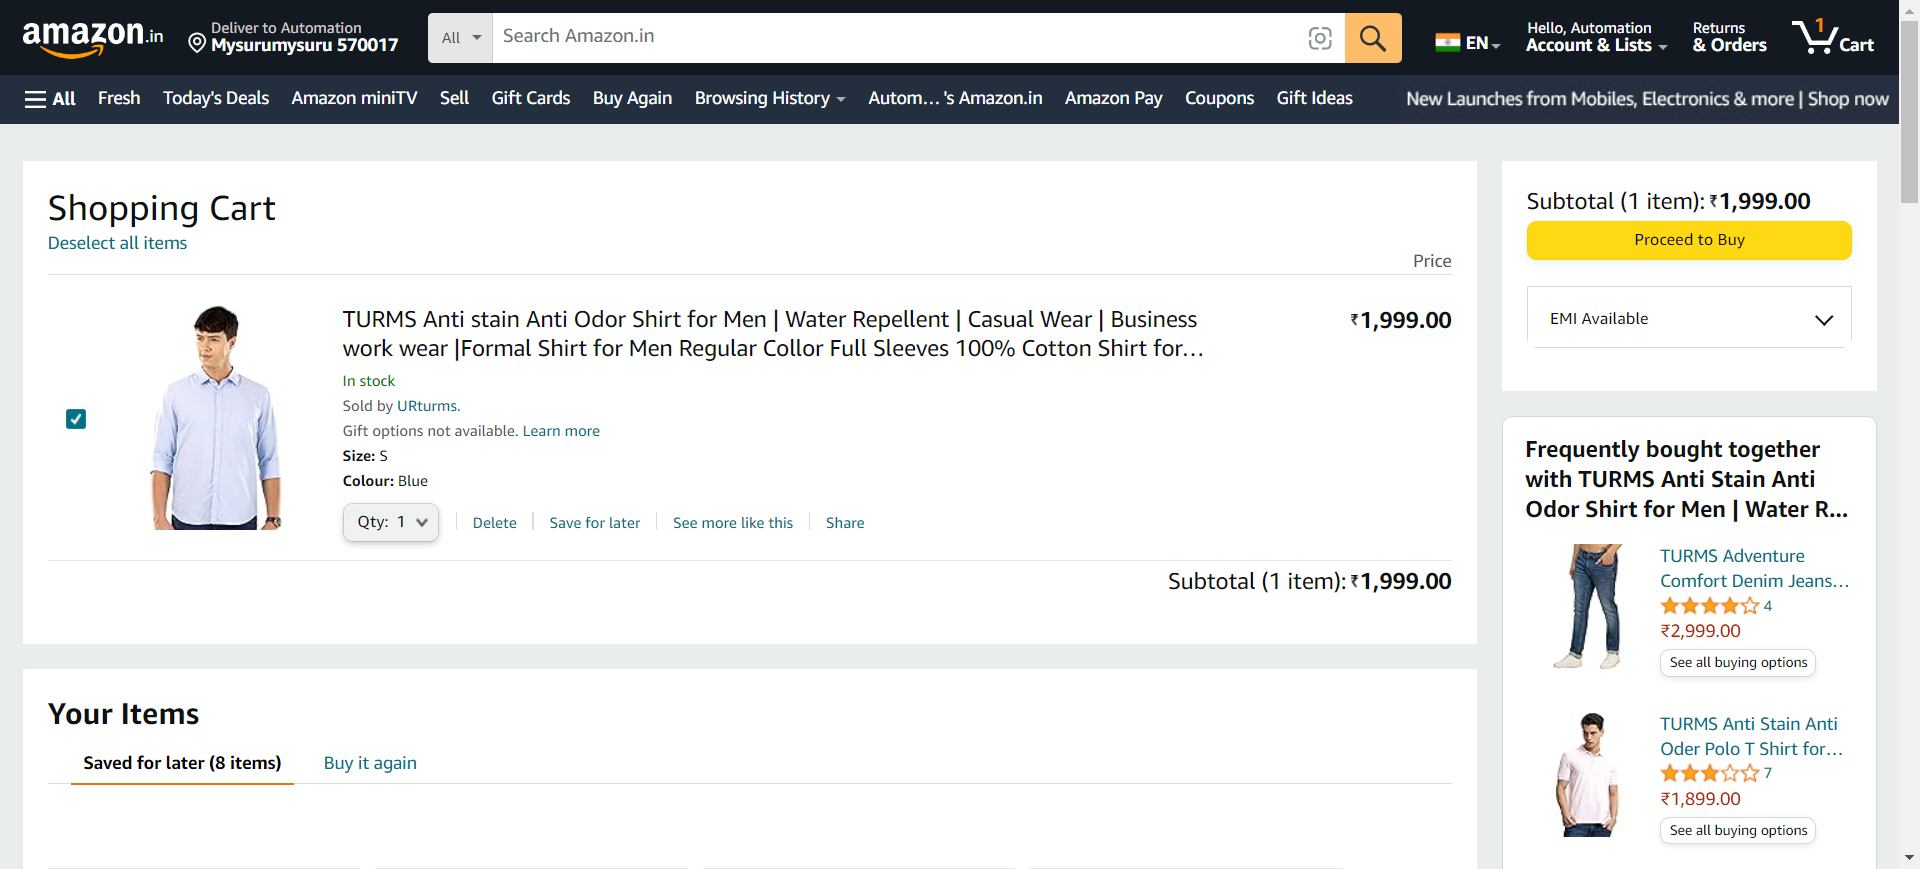 amazon.in
Deliver to Automation
Mysurumysuru 570017
All
Search Amazon.in
EN
Hello, Automation
Account & Lists
Returns
& Orders
1
Cart
All
Fresh
Today's Deals
Amazon miniTV
Sell
Gift Cards
Buy Again
Browsing History
Autom… 's Amazon.in
Amazon Pay
Coupons
Gift Ideas
New Launches from Mobiles, Electronics & more | Shop now
Shopping Cart
Deselect all items
Price
TURMS Anti stain Anti Odor Shirt for Men | Water Repellent | Casual Wear | Business
work wear |Formal Shirt for Men Regular Collor Full Sleeves 100% Cotton Shirt for…
₹1,999.00
In stock
Sold by URturms.
Gift options not available. Learn more
Size: S
Colour: Blue
Qty: 1
Delete
Save for later
See more like this
Share
Subtotal (1 item): ₹1,999.00
Your Items
Saved for later (8 items)
Buy it again
Subtotal (1 item): ₹1,999.00
Proceed to Buy
EMI Available
Frequently bought together
with TURMS Anti Stain Anti
Odor Shirt for Men | Water R...
TURMS Adventure
Comfort Denim Jeans…
4
₹2,999.00
See all buying options
TURMS Anti Stain Anti
Oder Polo T Shirt for…
7
₹1,899.00
See all buying options